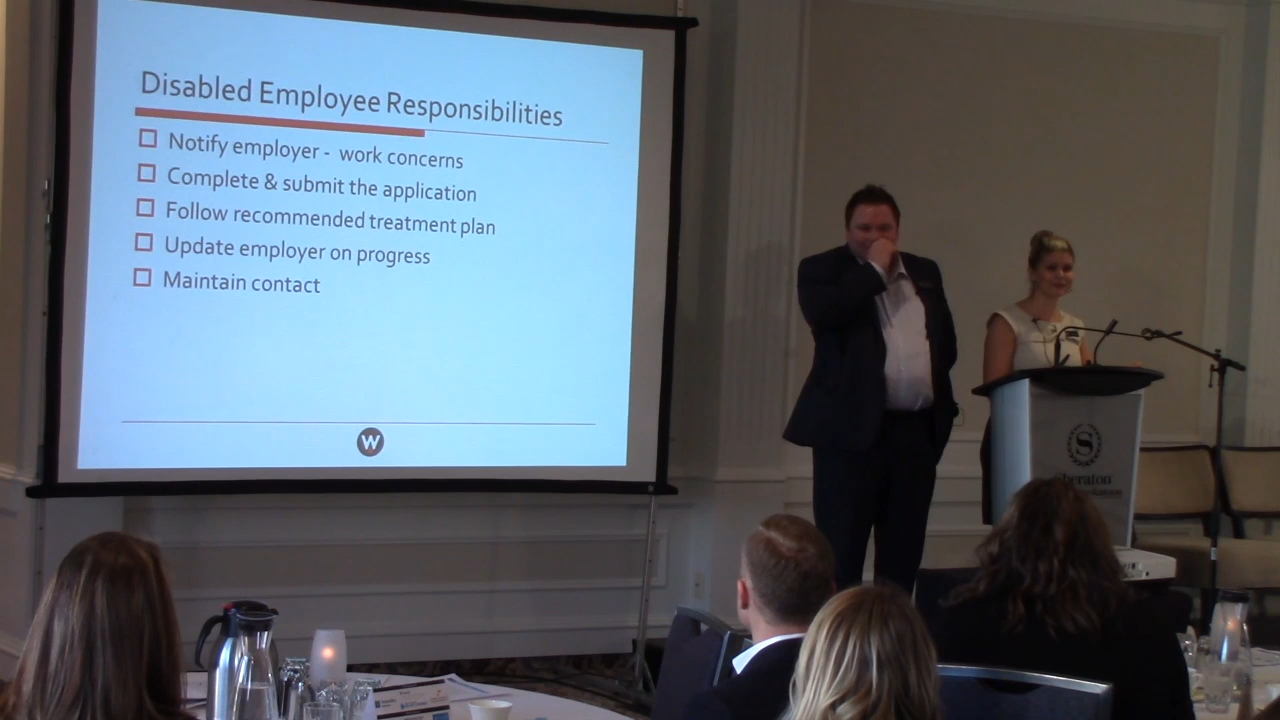 Disabled Employee Responsibilities
Notify employer - work concerns
Complete & submit the application
Follow recommended treatment plan
Update employer on progress
Maintain contact
W
S
Sheraton